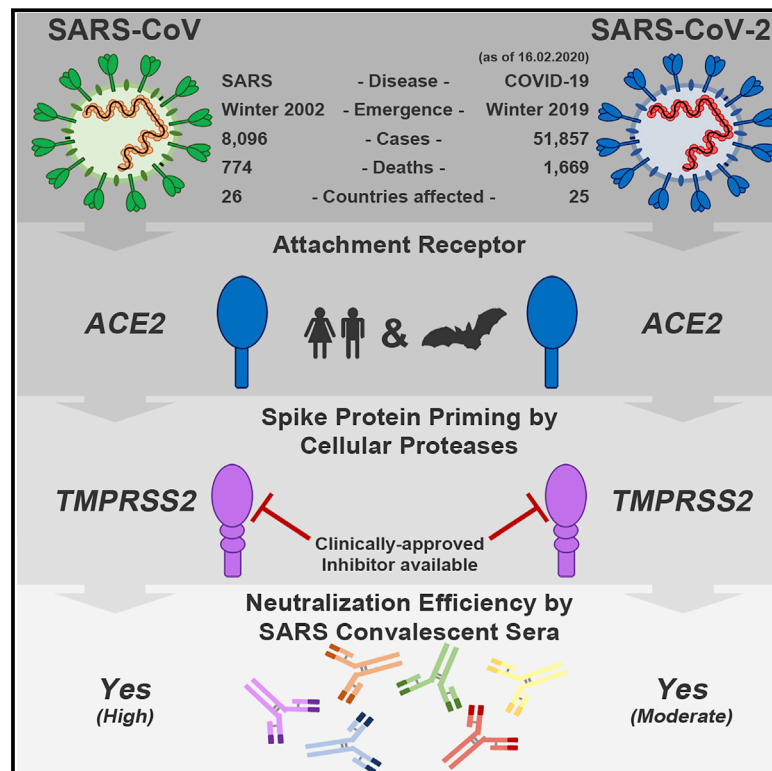 SARS-CoV
SARS-CoV-2
(as of 16.02.2020)
SARS - Disease - COVID-19
Winter 2002 - Emergence - Winter 2019
8,096 - Cases - 51,857
774 - Deaths - 1,669
26 - Countries affected - 25
Attachment Receptor
ACE2 & ACE2
Spike Protein Priming by
Cellular Proteases
TMPRSS2 TMPRSS2
Clinically-approved
Inhibitor available
Neutralization Efficiency by
SARS Convalescent Sera
Yes Yes
(High) (Moderate)